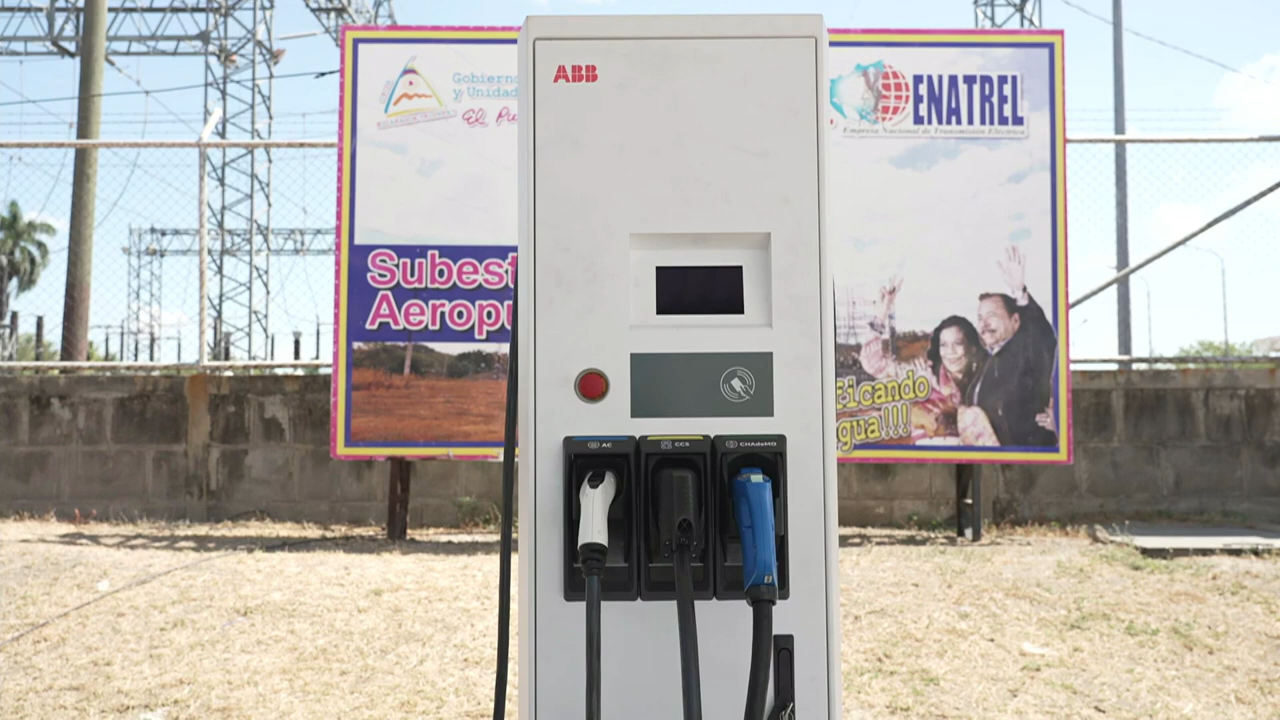 Gobierno
y Unidad
El Pu
Subest
Aeropu
ABB
AC
CCS
CHAdeMO
ENATREL
Empresa Nacional de Transmisión Eléctrica
ficando
gua!!!